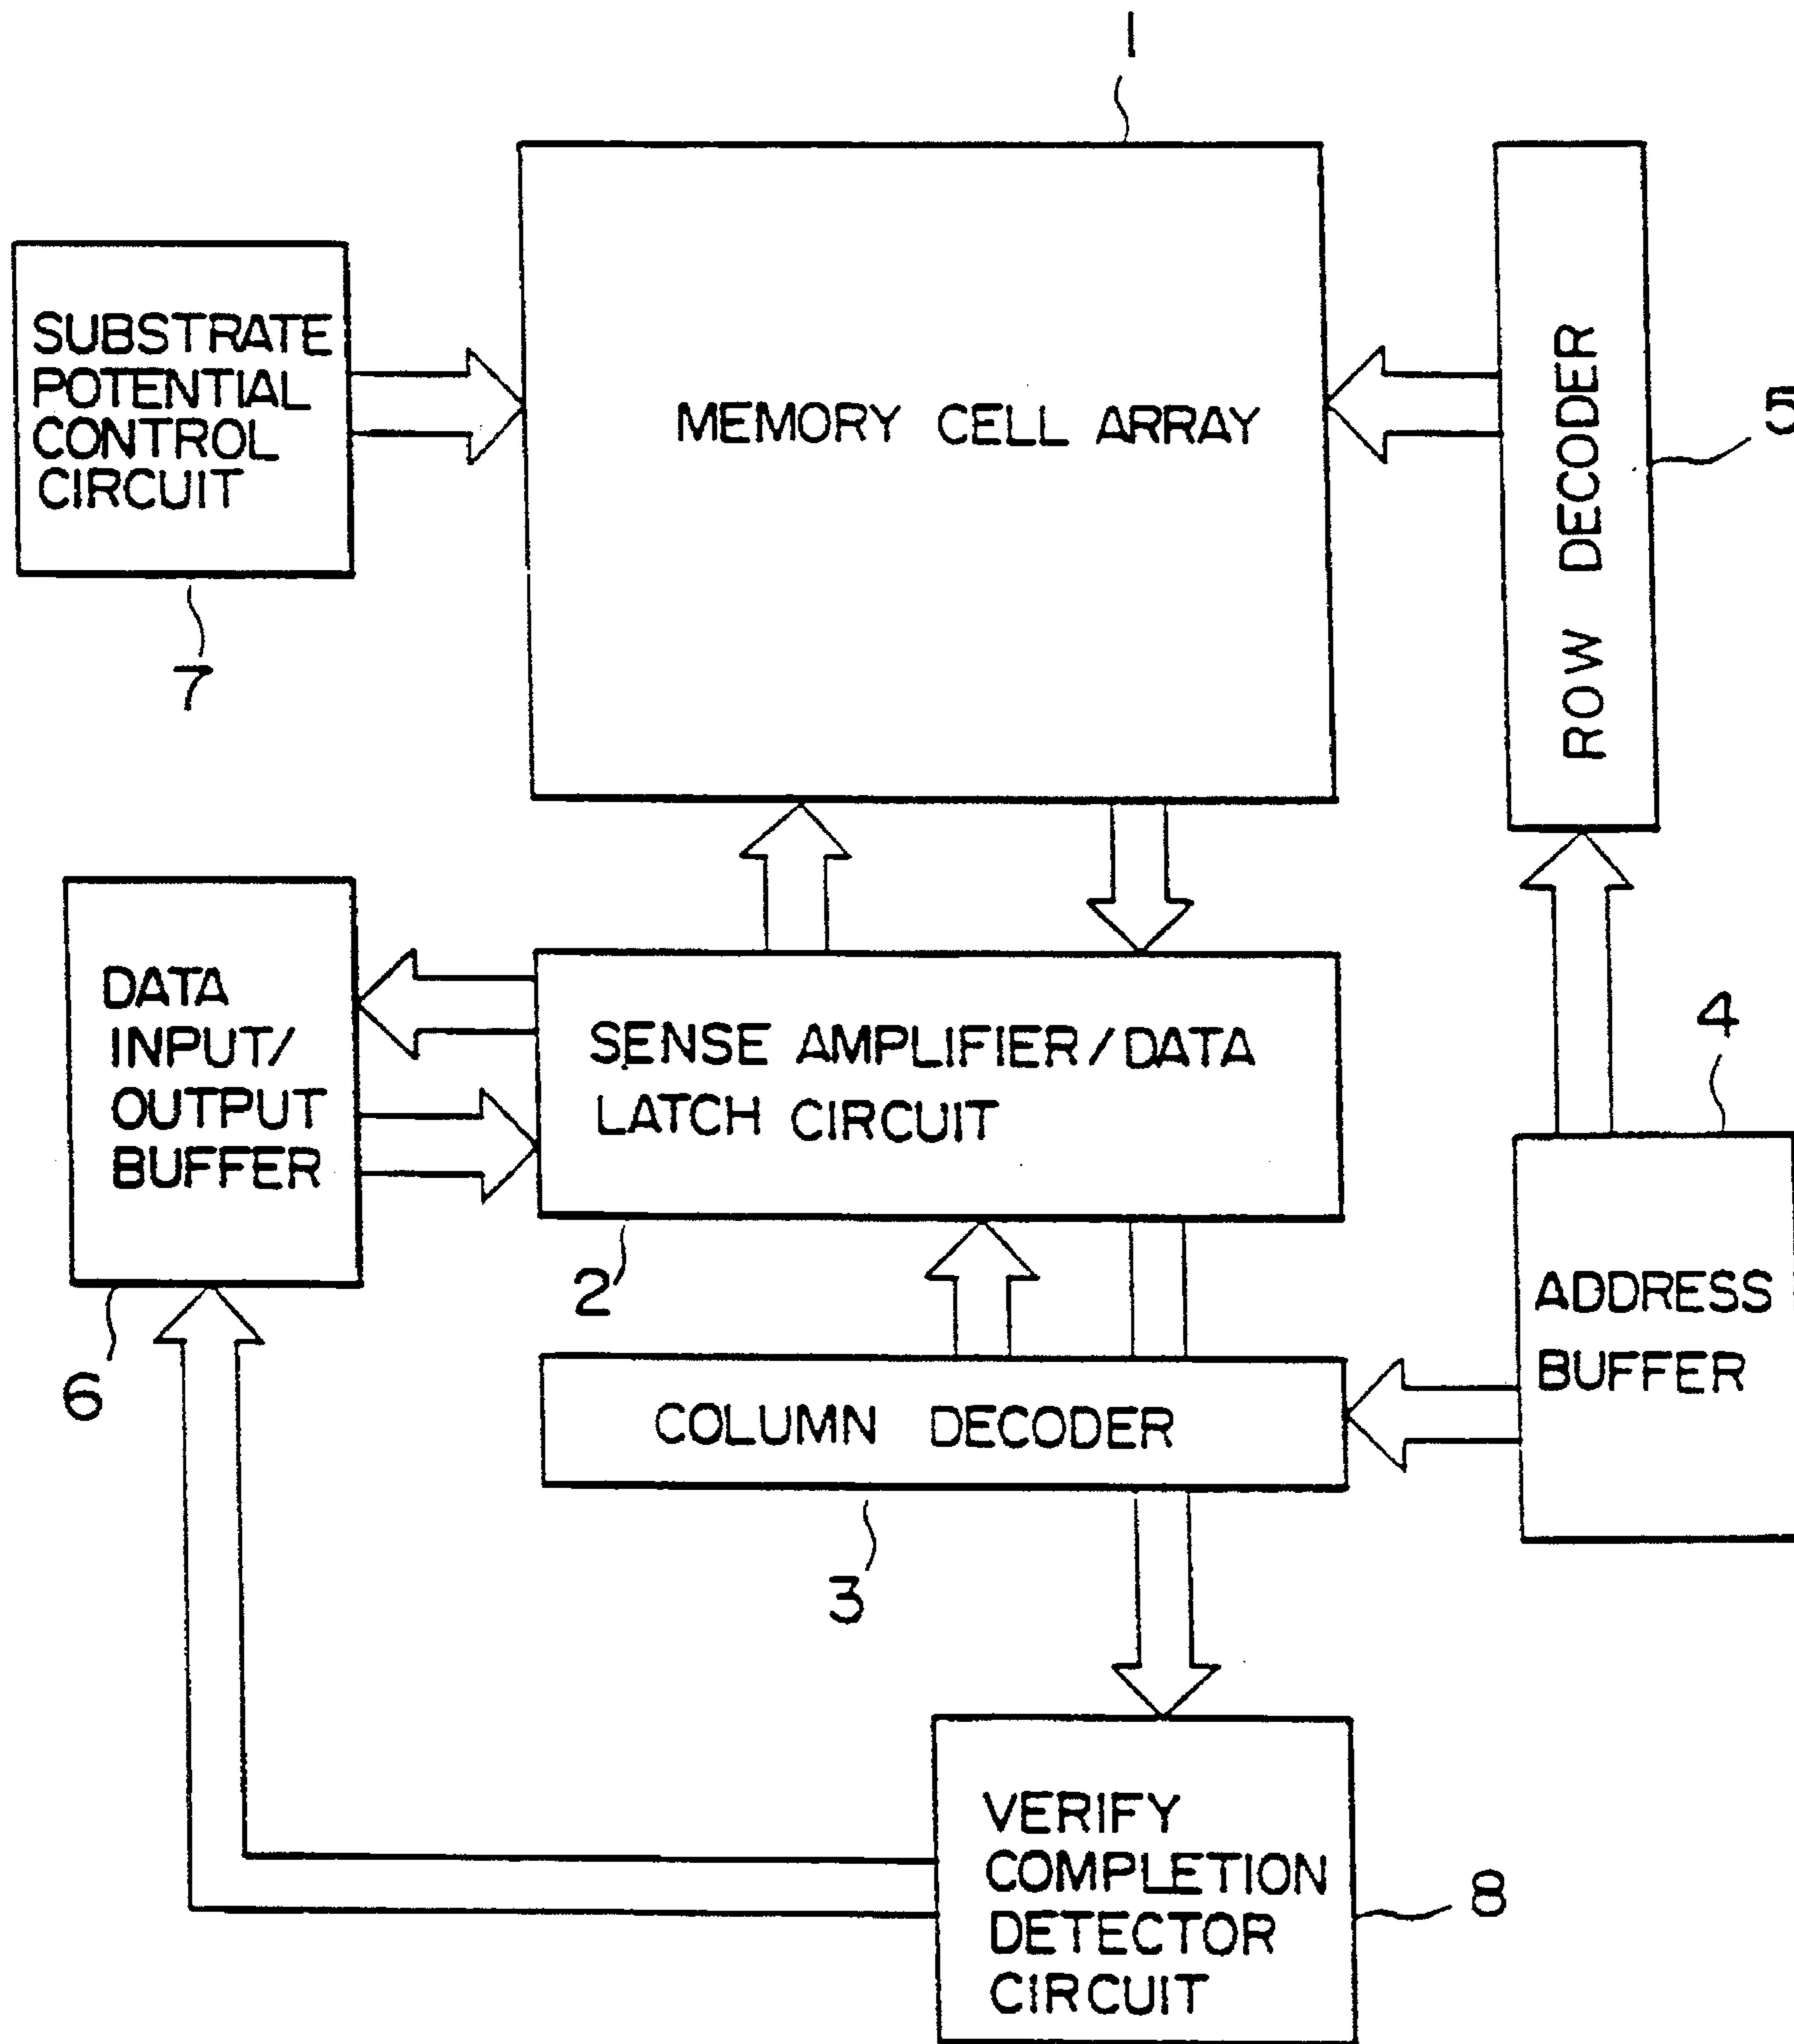 1
SUBSTRATE
POTENTIAL
CONTROL
CIRCUIT
7
MEMORY CELL ARRAY
ROW DECODER
5
DATA
INPUT/
OUTPUT
BUFFER
6
SENSE AMPLIFIER/DATA
LATCH CIRCUIT
2
4
ADDRESS
BUFFER
COLUMN DECODER
3
VERIFY
COMPLETION
DETECTOR
CIRCUIT
8